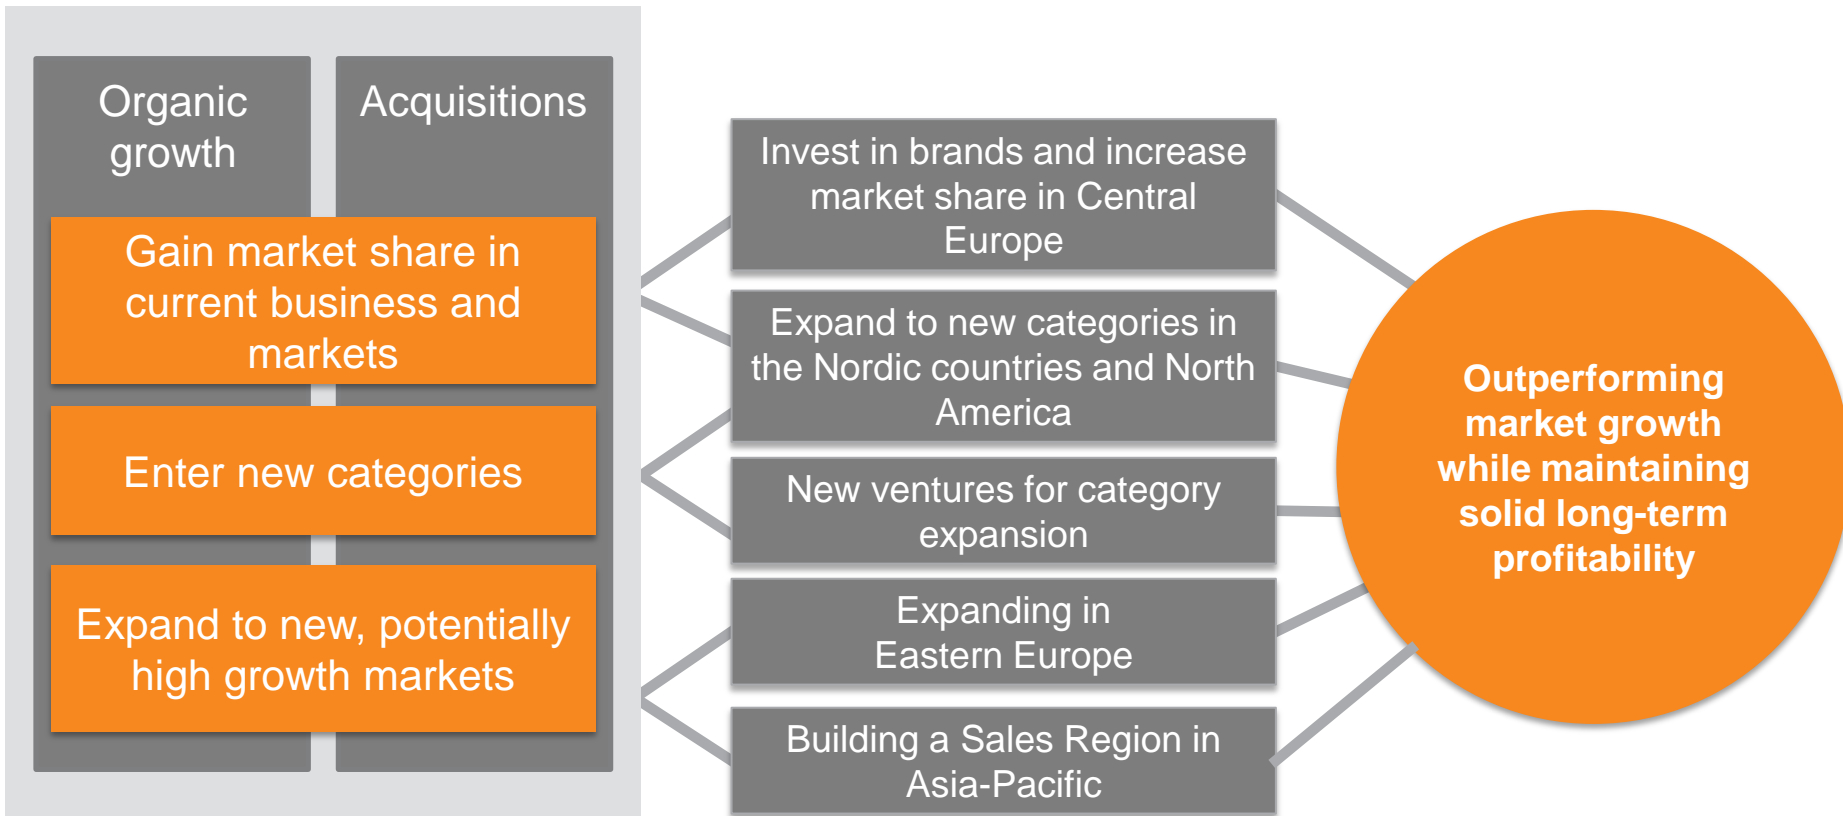 Organic
growth
Acquisitions
Gain market share in
current business and
markets
Enter new categories
Expand to new, potentially
high growth markets
Invest in brands and increase
market share in Central
Europe
Expand to new categories in
the Nordic countries and North
America
New ventures for category
expansion
Expanding in
Eastern Europe
Building a Sales Region in
Asia-Pacific
Outperforming
market growth
while maintaining
solid long-term
profitability